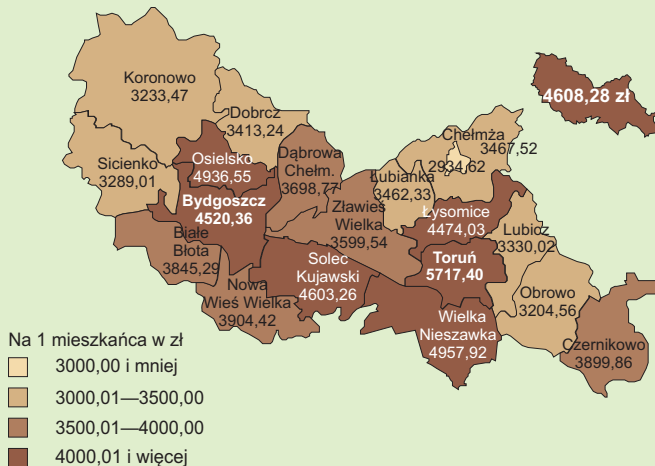 Koronowo
3233,47
4608,28 zł
Dobrcz
3413,24
Chełmża
3467,52
2934,62
Sicienko
3289,01
Osielsko
4936,55
Dąbrowa
Chełm.
3698,77
Łubianka
3462,33
Bydgoszcz
4520,36
Zławieś
Wielka
3599,54
Łysomice
4474,03
Lubicz
3330,02
Białe
Błota
3845,29
Solec
Kujawski
4603,26
Toruń
5717,40
Nowa
Wieś Wielka
3904,42
Obrowo
3204,56
Wielka
Nieszawka
4957,92
Czernikowo
3899,86
Na 1 mieszkańca w zł
3000,00 i mniej
3000,01—3500,00
3500,01—4000,00
4000,01 i więcej